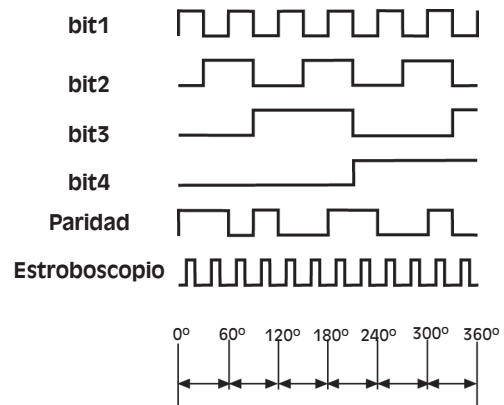 bit1
bit2
bit3
bit4
Paridad
Estroboscopio
0º 60º 120º 180º 240º 300º 360º